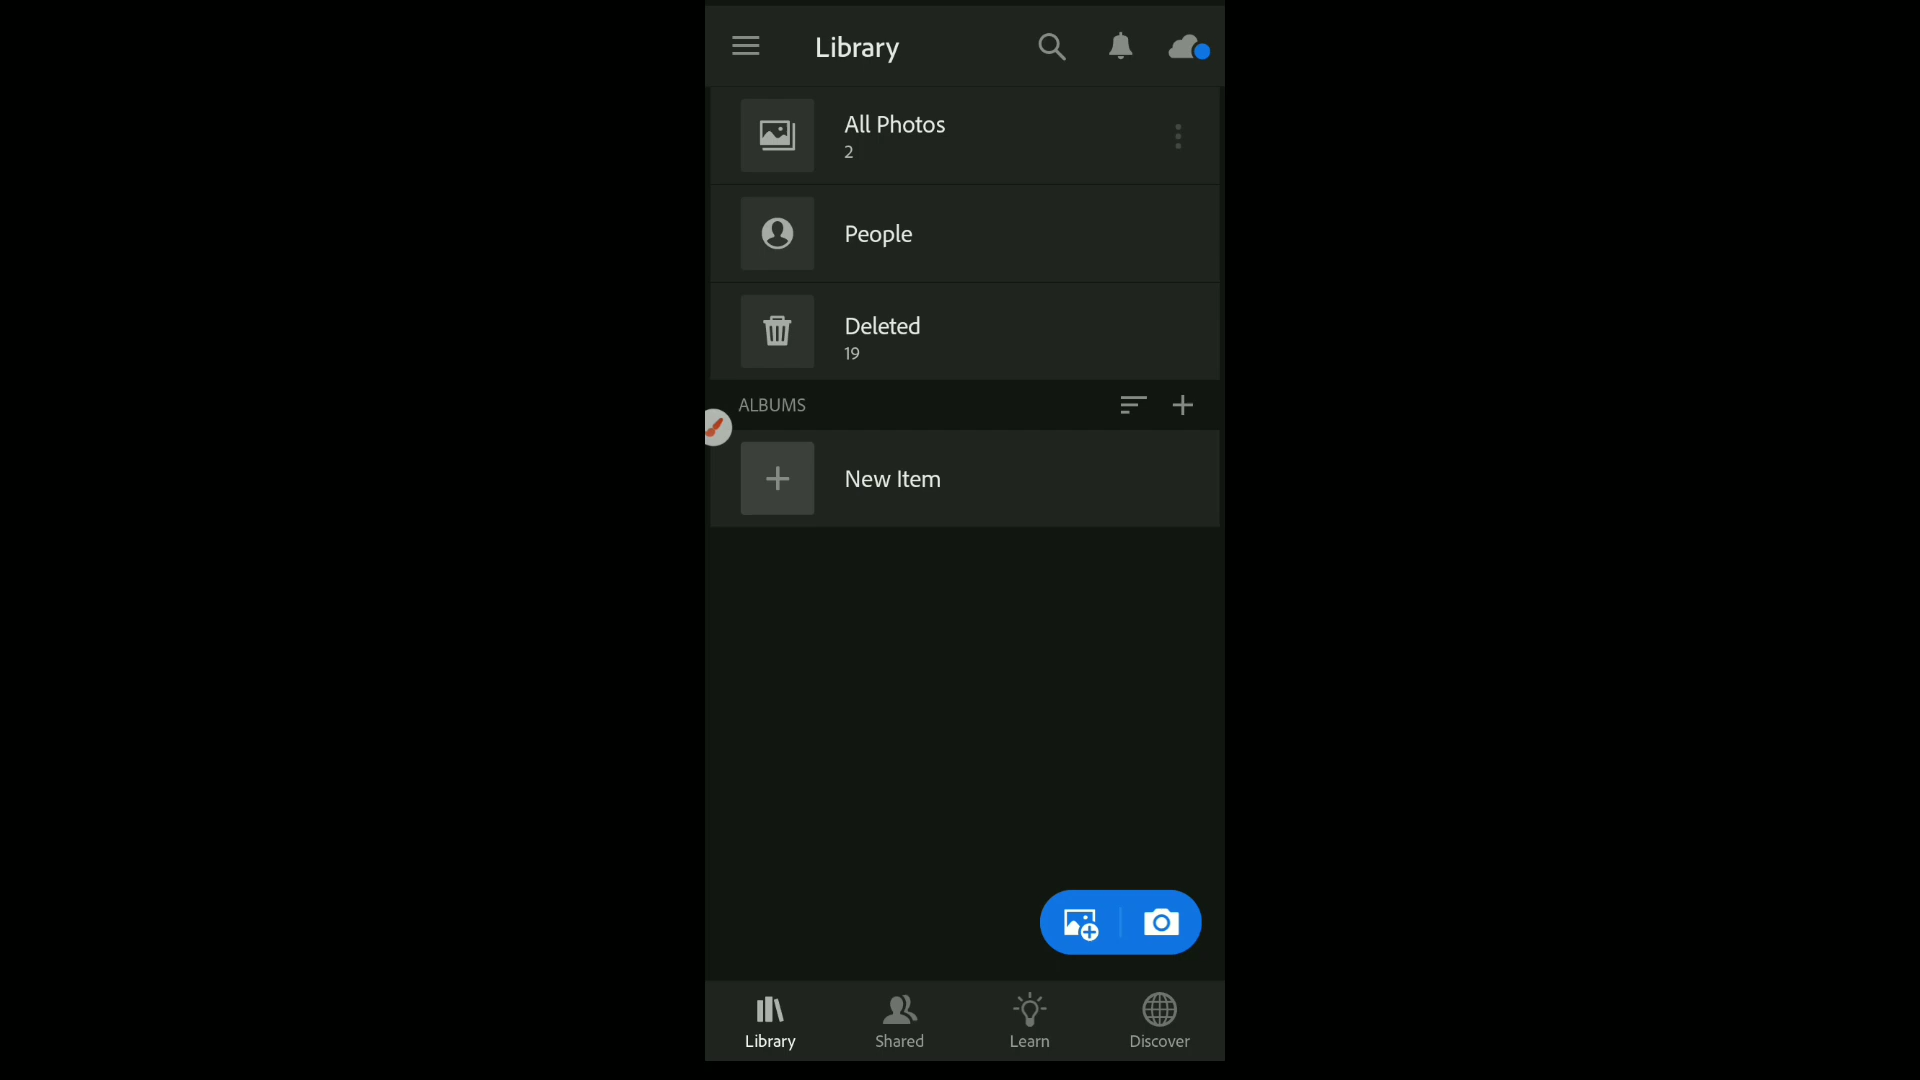 Library
All Photos
2
People
Deleted
19
ALBUMS
New Item
Library
Shared
Learn
Discover